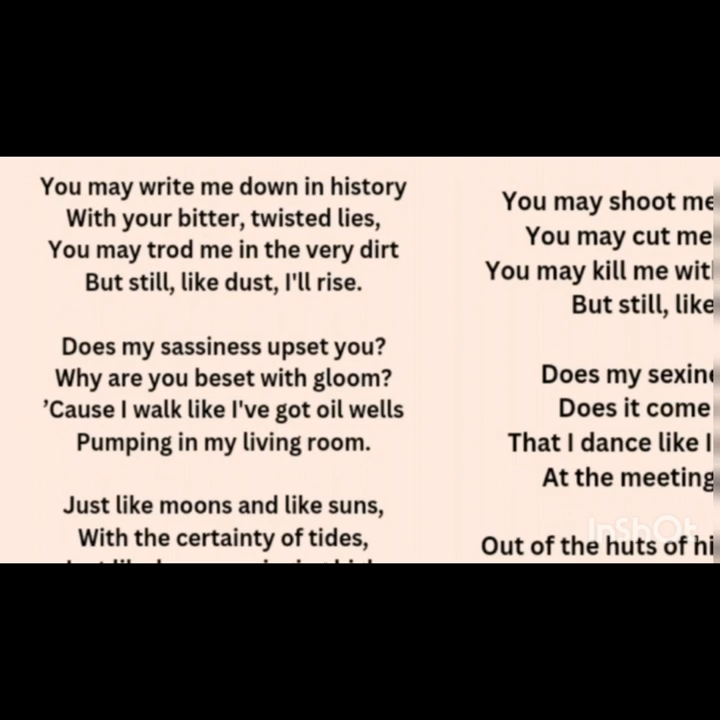 You may write me down in history
With your bitter, twisted lies,
You may trod me in the very dirt
But still, like dust, I'll rise.
Does my sassiness upset you?
Why are you beset with gloom?
’Cause I walk like I've got oil wells
Pumping in my living room.
Just like moons and like suns,
With the certainty of tides,
You may shoot me
You may cut me
You may kill me
But still, like
Does my
Does it come
That I dance like I
At the meeting
Out of the huts of
InShOt